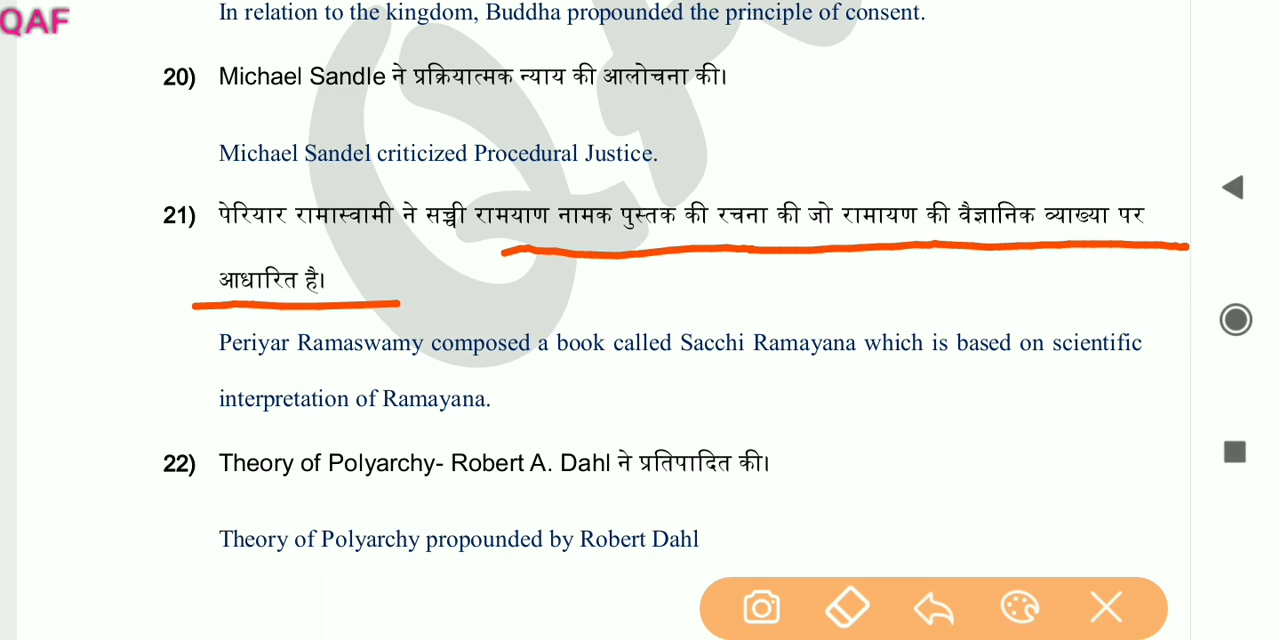 QAF
In relation to the kingdom, Buddha propounded the principle of consent.
20) Michael Sandle ने प्रक्रियात्मक न्याय की आलोचना की।
Michael Sandel criticized Procedural Justice.
21) पेरियार रामास्वामी ने सच्ची रामयाण नामक पुस्तक की रचना की जो रामायण की वैज्ञानिक व्याख्या पर
आधारित है।
Periyar Ramaswamy composed a book called Sacchi Ramayana which is based on scientific
interpretation of Ramayana.
22) Theory of Polyarchy- Robert A. Dahl ने प्रतिपादित की।
Theory of Polyarchy propounded by Robert Dahl